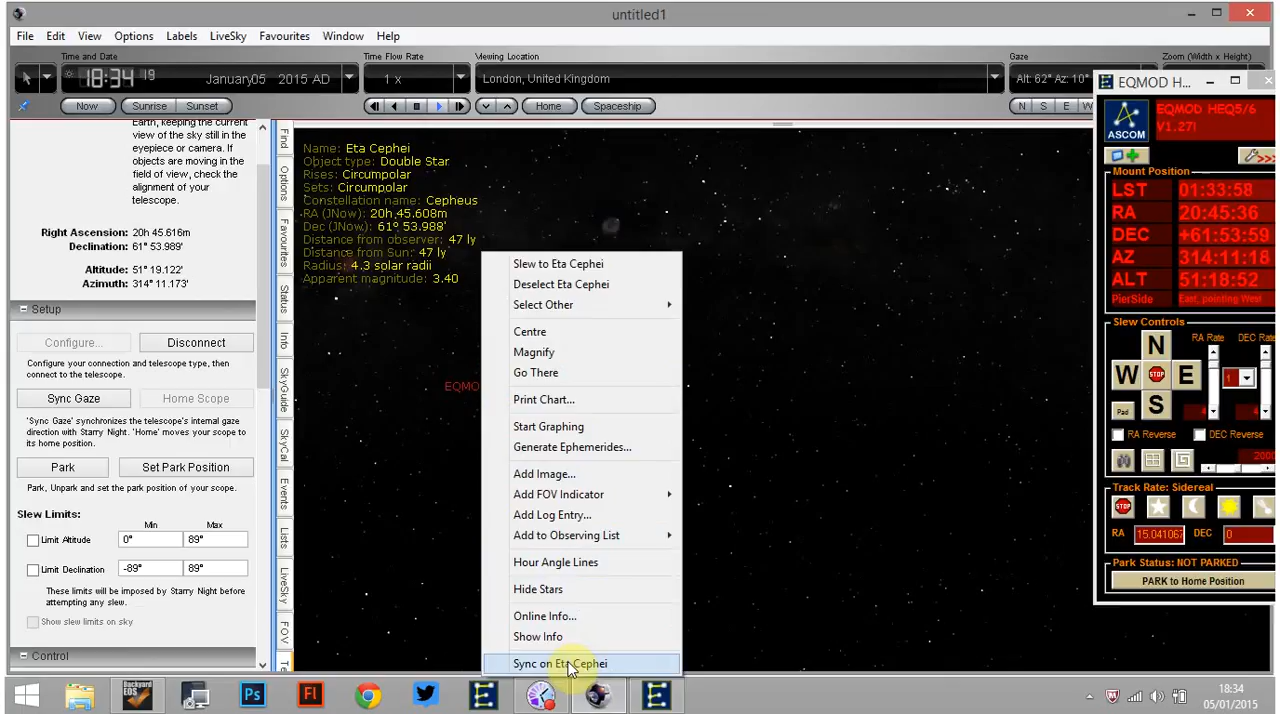 untitled1
File Edit View Options Labels LiveSky Favourites Window Help
Time and Date Time Flow Rate Viewing Location Gaze Zoom (Width x Height)
18:34 19 January05 2015 AD 1 x London, United Kingdom Alt: 62° Az: 10°
Now Sunrise Sunset Home Spaceship N S E W
Earth, keeping the current
view of the sky still in the
eyepiece or camera. If
objects are moving in the
field of view, check the
alignment of your
telescope.
Right Ascension: 20h 45.616m
Declination: 61° 53.989'
Altitude: 51° 19.122'
Azimuth: 314° 11.173'
Setup
Configure... Disconnect
Configure your connection and telescope type, then
connect to the telescope.
Sync Gaze Home Scope
'Sync Gaze' synchronizes the telescope's internal gaze
direction with Starry Night. 'Home' moves your scope to
its home position.
Park Set Park Position
Park, Unpark and set the park position of your scope.
Slew Limits:
Min Max
Limit Altitude 0° 89°
Limit Declination -89° 89°
These limits will be imposed by Starry Night before
attempting any slew.
Show slew limits on sky
Control
Find
Options
Favourites
Status
Info
SkyGuide
SkyCal
Events
Lists
LiveSky
FOV
Te
Name: Eta Cephei
Object type: Double Star
Rises: Circumpolar
Sets: Circumpolar
Constellation name: Cepheus
RA (JNow): 20h 45.608m
Dec (JNow): 61° 53.988'
Distance from observer: 47 ly
Distance from Sun: 47 ly
Radius: 4.3 solar radii
Apparent magnitude: 3.40
EQMO
Slew to Eta Cephei
Deselect Eta Cephei
Select Other
Centre
Magnify
Go There
Print Chart...
Start Graphing
Generate Ephemerides...
Add Image...
Add FOV Indicator
Add Log Entry...
Add to Observing List
Hour Angle Lines
Hide Stars
Online Info...
Show Info
Sync on Eta Cephei
EQMOD H...
ASCOM
EQMOD HEQ5/6
V1.27l
Mount Position
LST 01:33:58
RA 20:45:36
DEC +61:53:59
AZ 314:11:18
ALT 51:18:52
PierSide East, pointing West
Slew Controls
RA Rate DEC Rate
N
W STOP E 1
Pad S 4 4
RA Reverse DEC Reverse
2000
Track Rate: Sidereal
STOP
RA 15.041067 DEC 0
Park Status: NOT PARKED
PARK to Home Position
Backyard EOS Ps Fl E E
18:34
05/01/2015